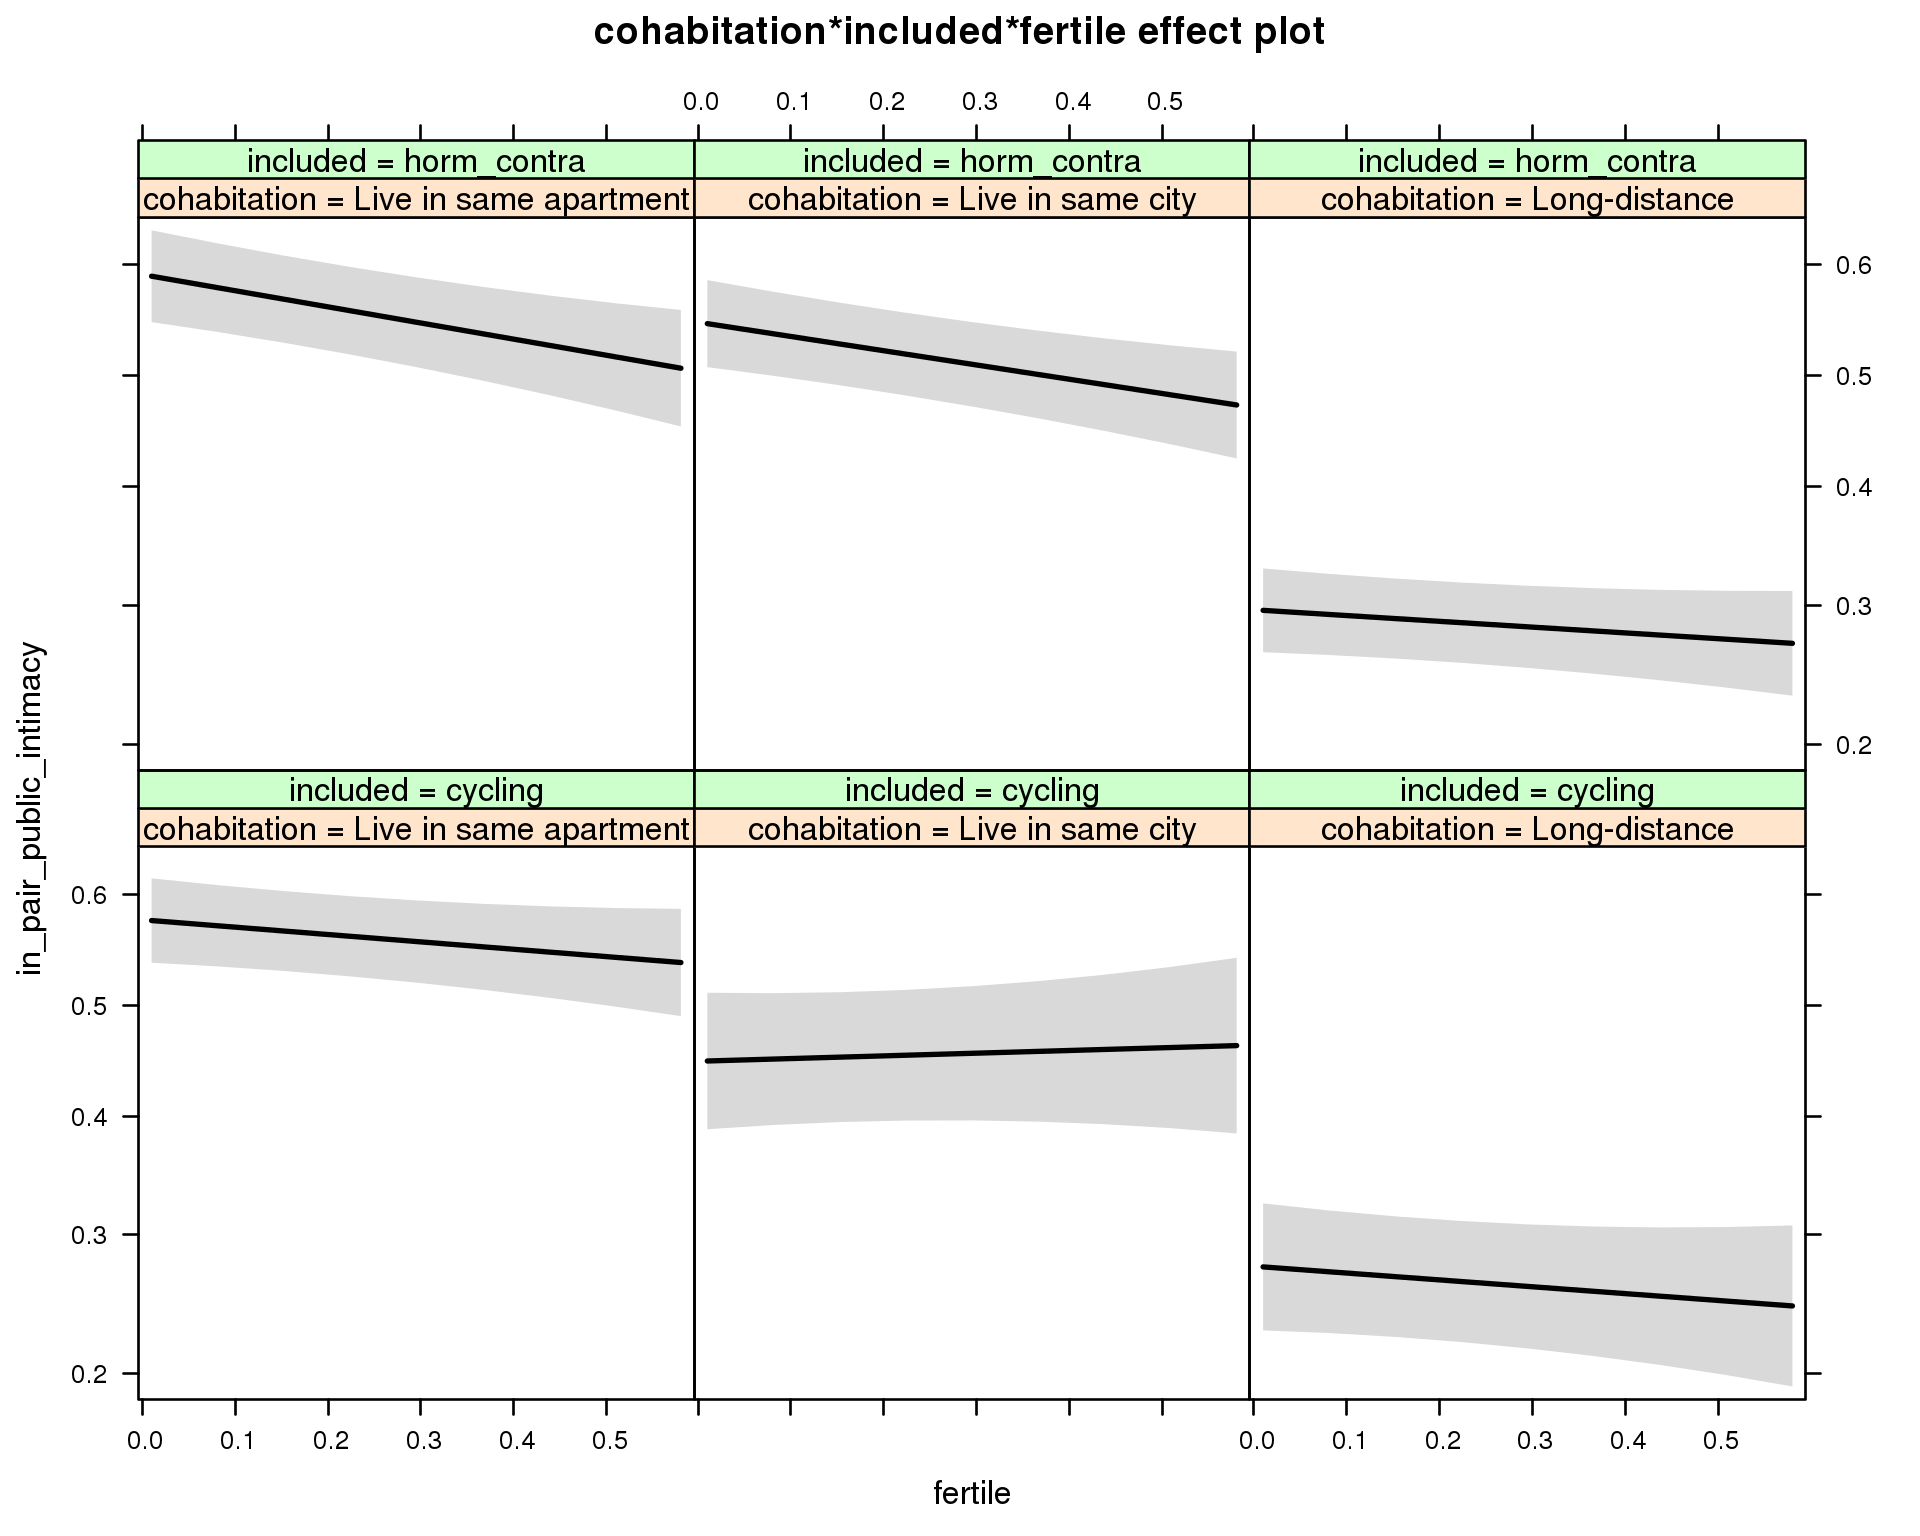 cohabitation*included*fertile effect plot
0.0 0.1 0.2 0.3 0.4 0.5
included = horm_contra included = horm_contra included = horm_contra
cohabitation = Live in same apartment cohabitation = Live in same city cohabitation = Long-distance
0.6
0.5
0.4
0.3
0.2
in_pair_public_intimacy
included = cycling included = cycling included = cycling
cohabitation = Live in same apartment cohabitation = Live in same city cohabitation = Long-distance
0.6
0.5
0.4
0.3
0.2
0.0 0.1 0.2 0.3 0.4 0.5 0.0 0.1 0.2 0.3 0.4 0.5
fertile